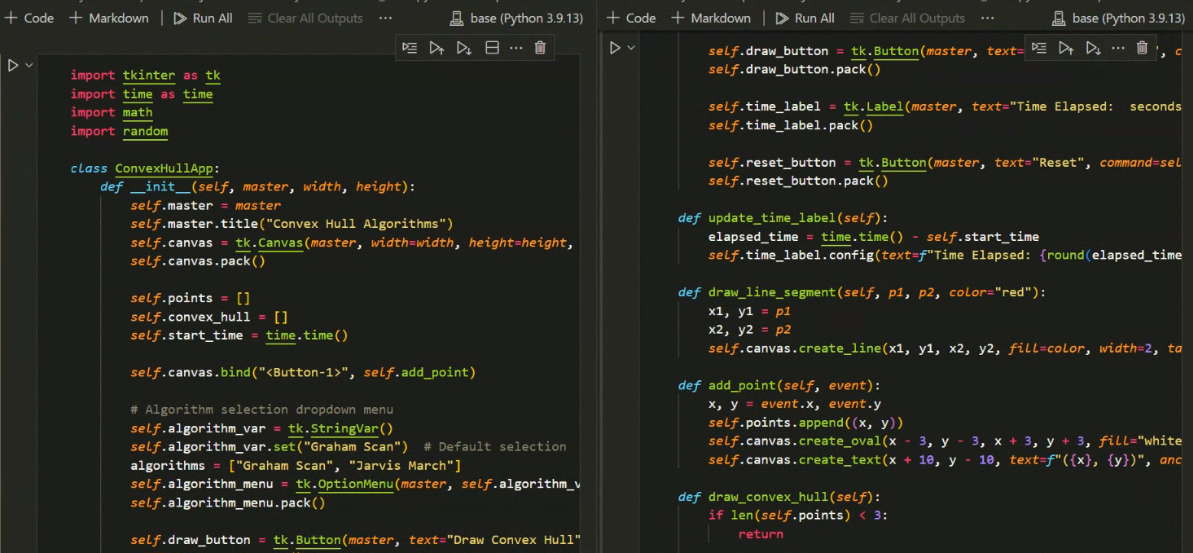 + Code + Markdown | Run All Clear All Outputs ... base (Python 3.9.13)
import tkinter as tk
import time as time
import math
import random
class ConvexHullApp:
def __init__(self, master, width, height):
self.master = master
self.master.title("Convex Hull Algorithms")
self.canvas = tk.Canvas(master, width=width, height=height,
self.canvas.pack()
self.points = []
self.convex_hull = []
self.start_time = time.time()
self.canvas.bind("<Button-1>", self.add_point)
# Algorithm selection dropdown menu
self.algorithm_var = tk.StringVar()
self.algorithm_var.set("Graham Scan") # Default selection
algorithms = ["Graham Scan", "Jarvis March"]
self.algorithm_menu = tk.OptionMenu(master, self.algorithm_v
self.algorithm_menu.pack()
self.draw_button = tk.Button(master, text="Draw Convex Hull"
+ Code + Markdown | Run All Clear All Outputs ... base (Python 3.9.13)
self.draw_button = tk.Button(master, text= ", c
self.draw_button.pack()
self.time_label = tk.Label(master, text="Time Elapsed:  seconds
self.time_label.pack()
self.reset_button = tk.Button(master, text="Reset", command=sel
self.reset_button.pack()
def update_time_label(self):
elapsed_time = time.time() - self.start_time
self.time_label.config(text=f"Time Elapsed: {round(elapsed_time
def draw_line_segment(self, p1, p2, color="red"):
x1, y1 = p1
x2, y2 = p2
self.canvas.create_line(x1, y1, x2, y2, fill=color, width=2, ta
def add_point(self, event):
x, y = event.x, event.y
self.points.append((x, y))
self.canvas.create_oval(x - 3, y - 3, x + 3, y + 3, fill="white
self.canvas.create_text(x + 10, y - 10, text=f"({x}, {y})", anc
def draw_convex_hull(self):
if len(self.points) < 3:
return